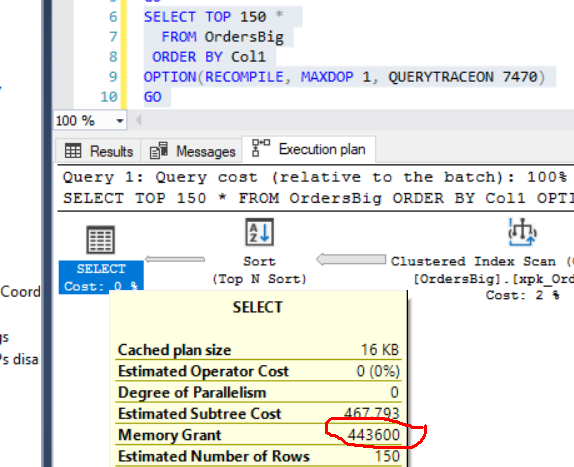 6 SELECT TOP 150 *
7 FROM OrdersBig
8 ORDER BY Col1
9 OPTION(RECOMPILE, MAXDOP 1, QUERYTRACEON 7470)
10 GO
100 %
Results Messages Execution plan
Query 1: Query cost (relative to the batch): 100%
SELECT TOP 150 * FROM OrdersBig ORDER BY Col1 OPTI
SELECT
Cost: 0 %
Sort
(Top N Sort)
Clustered Index Scan (
[OrdersBig].[xpk_Ord
Cost: 2 %
Coord
gs
Ps disa
SELECT
Cached plan size 16 KB
Estimated Operator Cost 0 (0%)
Degree of Parallelism 0
Estimated Subtree Cost 467.793
Memory Grant 443600
Estimated Number of Rows 150